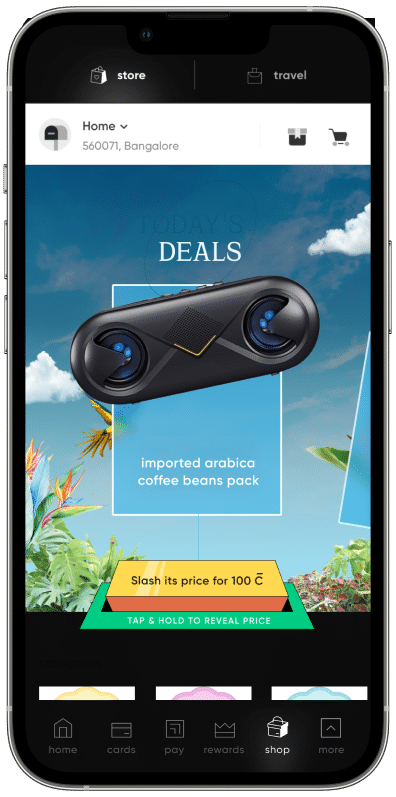 store
travel
Home
560071, Bangalore
TODAY'S
DEALS
imported arabica
coffee beans pack
Slash its price for 100 C̅
TAP & HOLD TO REVEAL PRICE
home
cards
pay
rewards
shop
more